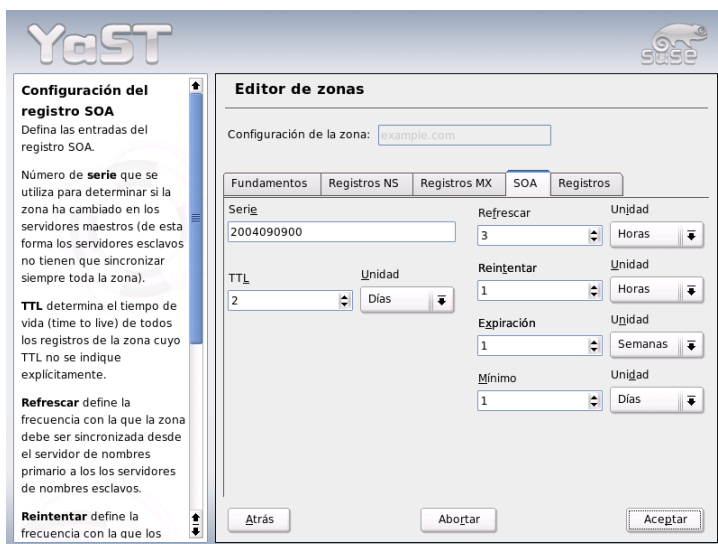 YaST
SUSE
Configuración del
registro SOA
Defina las entradas del
registro SOA.
Número de serie que se
utiliza para determinar si la
zona ha cambiado en los
servidores maestros (de esta
forma los servidores esclavos
no tienen que sincronizar
siempre toda la zona).
TTL determina el tiempo de
vida (time to live) de todos
los registros de la zona cuyo
TTL no se indique
explícitamente.
Refrescar define la
frecuencia con la que la zona
debe ser sincronizada desde
el servidor de nombres
primario a los los servidores
de nombres esclavos.
Reintentar define la
frecuencia con la que los
Editor de zonas
Configuración de la zona: example.com
Fundamentos Registros NS Registros MX SOA Registros
Serie
2004090900
TTL Unidad
2 Días
Refrescar Unidad
3 Horas
Reintentar Unidad
1 Horas
Expiración Unidad
1 Semanas
Mínimo Unidad
1 Días
Atrás Abortar Aceptar